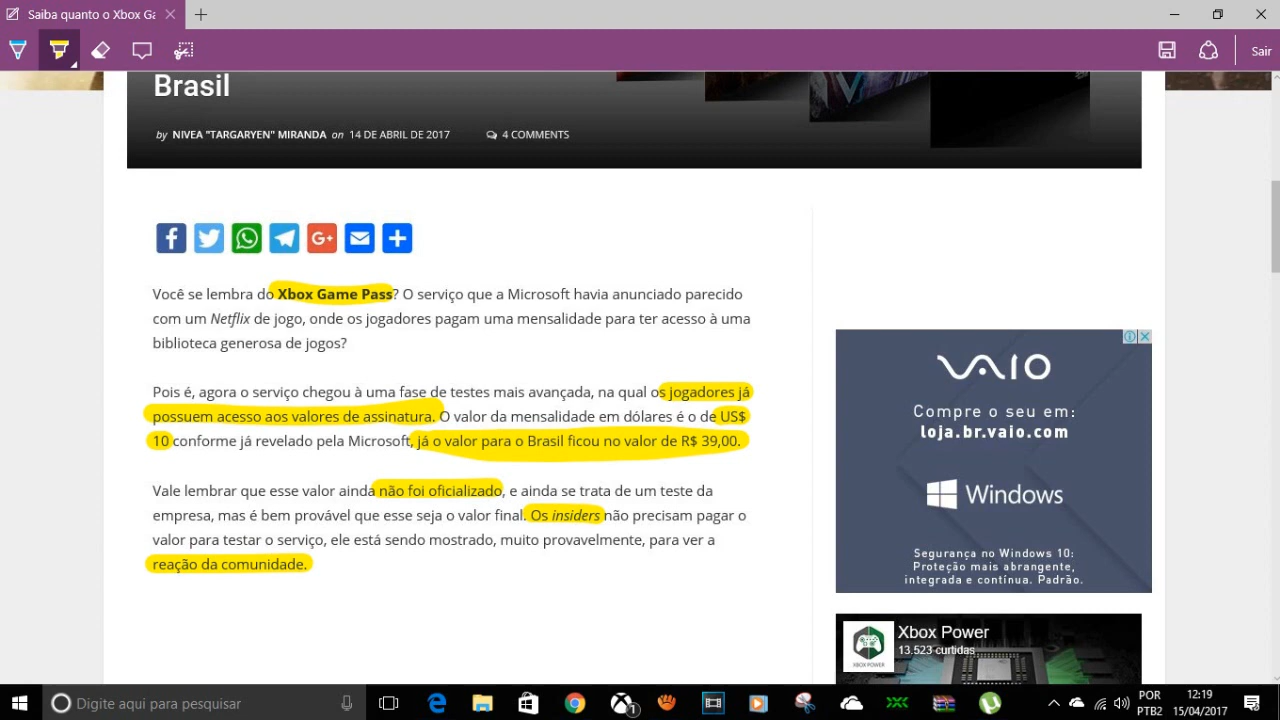 Saiba quanto o Xbox Ga
Sair
Brasil
by NIVEA "TARGARYEN" MIRANDA on 14 DE ABRIL DE 2017 4 COMMENTS
Você se lembra do Xbox Game Pass? O serviço que a Microsoft havia anunciado parecido
com um Netflix de jogo, onde os jogadores pagam uma mensalidade para ter acesso à uma
biblioteca generosa de jogos?
Pois é, agora o serviço chegou à uma fase de testes mais avançada, na qual os jogadores já
possuem acesso aos valores de assinatura. O valor da mensalidade em dólares é o de US$
10 conforme já revelado pela Microsoft, já o valor para o Brasil ficou no valor de R$ 39,00.
Vale lembrar que esse valor ainda não foi oficializado, e ainda se trata de um teste da
empresa, mas é bem provável que esse seja o valor final. Os insiders não precisam pagar o
valor para testar o serviço, ele está sendo mostrado, muito provavelmente, para ver a
reação da comunidade.
VAIO
Compre o seu em:
loja.br.vaio.com
Windows
Segurança no Windows 10:
Proteção mais abrangente,
integrada e contínua. Padrão.
Xbox Power
13.523 curtidas
XBOX POWER
Digite aqui para pesquisar
1
POR
PTB2
12:19
15/04/2017